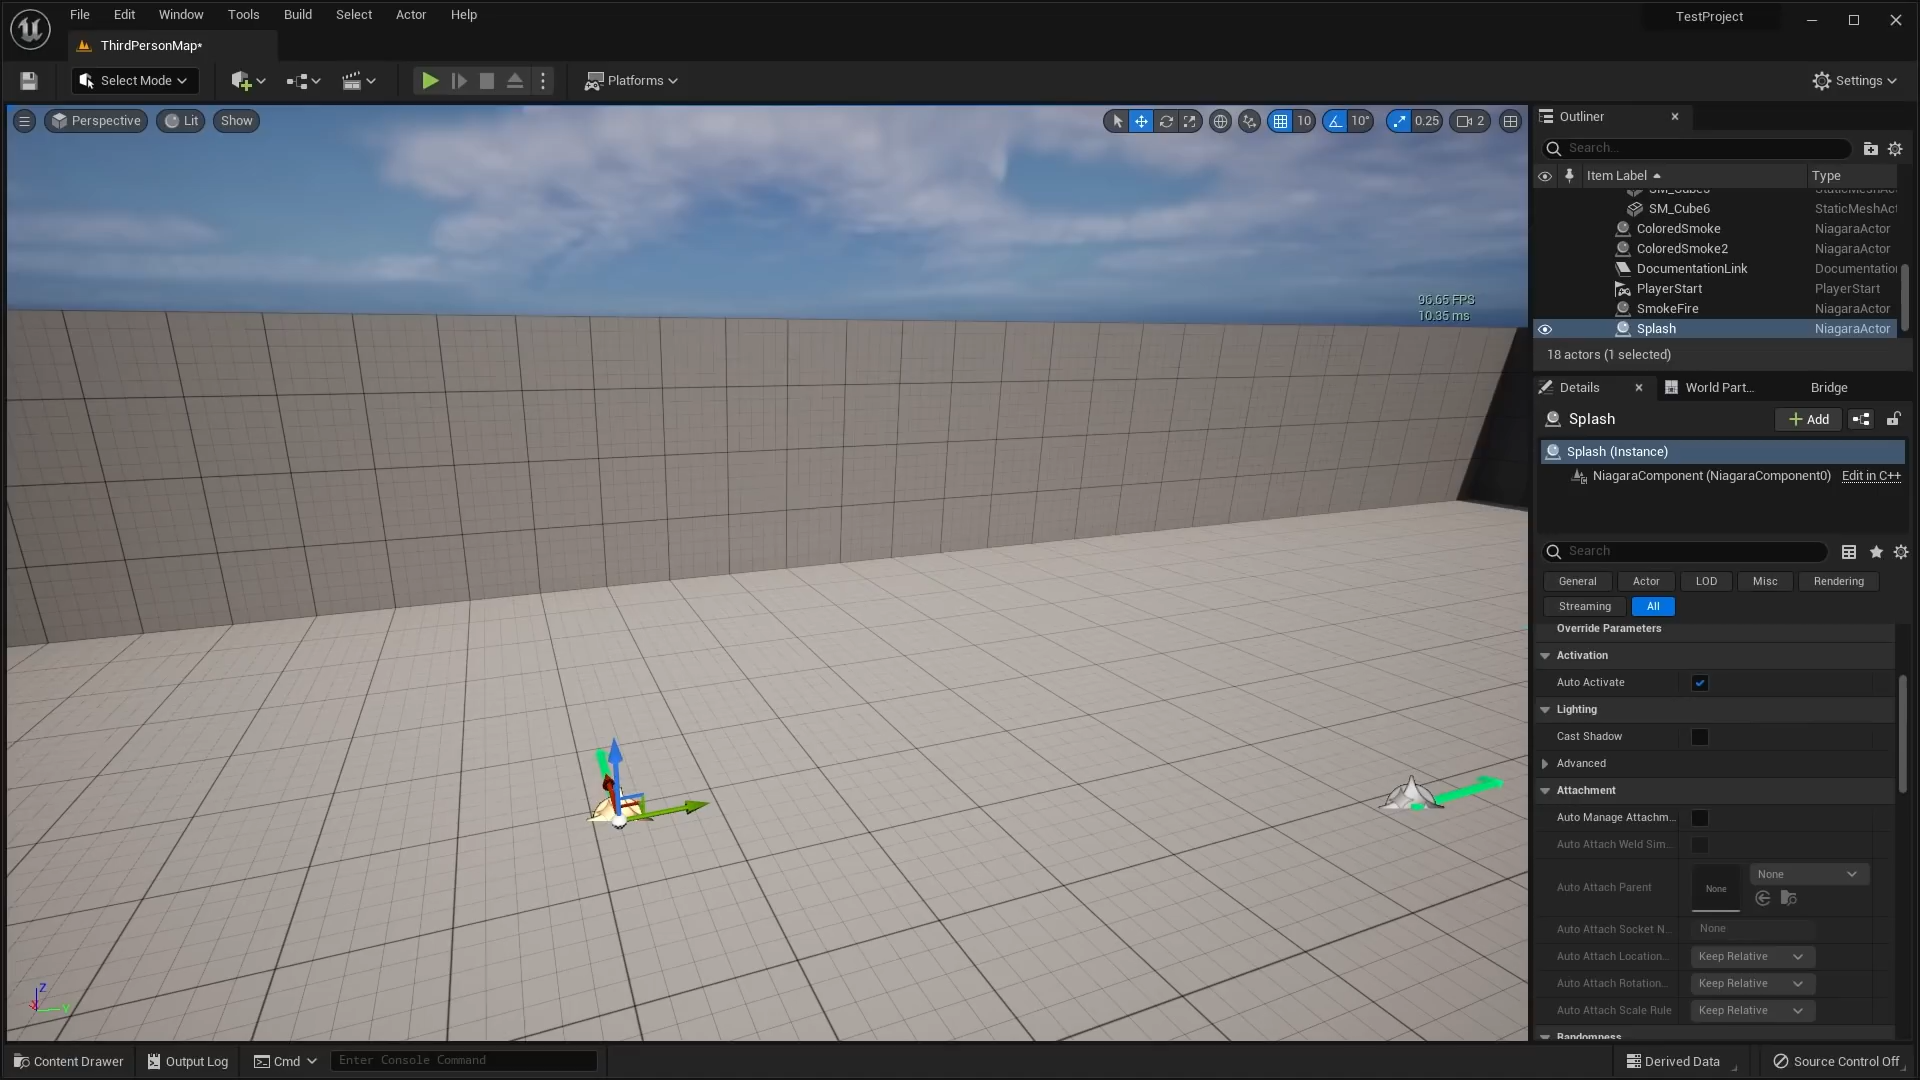 File Edit Window Tools Build Select Actor Help
TestProject
ThirdPersonMap*
Select Mode
Platforms
Settings
Perspective Lit Show
10 10° 0.25 2
96.65 FPS
10.35 ms
Outliner
Search...
Item Label Type
SM_Cube6 StaticMeshAct
ColoredSmoke NiagaraActor
ColoredSmoke2 NiagaraActor
DocumentationLink Documentation
PlayerStart PlayerStart
SmokeFire NiagaraActor
Splash NiagaraActor
18 actors (1 selected)
Details World Part... Bridge
Splash
Add
Splash (Instance)
NiagaraComponent (NiagaraComponent0) Edit in C++
Search
General Actor LOD Misc Rendering
Streaming All
Override Parameters
Activation
Auto Activate
Lighting
Cast Shadow
Advanced
Attachment
Auto Manage Attachm...
Auto Attach Weld Sim...
Auto Attach Parent None None
Auto Attach Socket N... None
Auto Attach Location... Keep Relative
Auto Attach Rotation... Keep Relative
Auto Attach Scale Rule Keep Relative
Randomness
Z
X Y
Content Drawer Output Log Cmd Enter Console Command
Derived Data Source Control Off